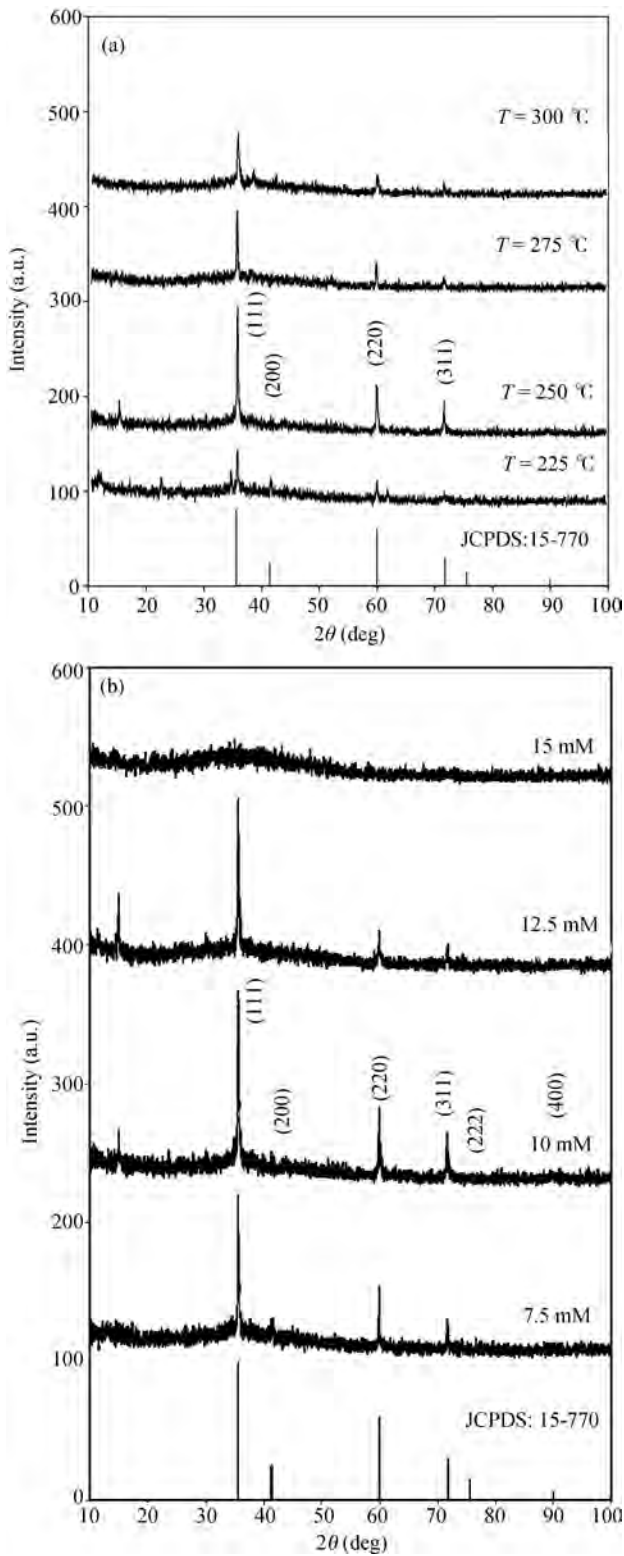 600
(a)
T = 300 ℃
500
400
T = 275 ℃
Intensity (a.u.)
300
(111)
(200)
(220)
(311)
200
T = 250 ℃
T = 225 ℃
100
JCPDS:15-770
0
10 20 30 40 50 60 70 80 90 100
2θ (deg)
600
(b)
15 mM
500
12.5 mM
400
(111)
Intensity (a.u.)
300
(200)
(220)
(311)
(222)
(400)
10 mM
200
7.5 mM
100
JCPDS: 15-770
0
10 20 30 40 50 60 70 80 90 100
2θ (deg)